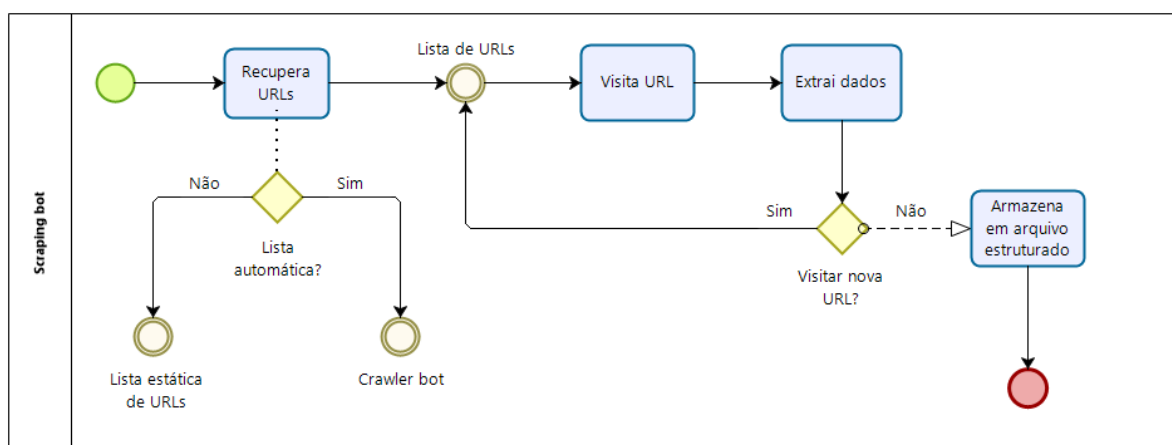 Scraping bot
Recupera
URLs
Lista de URLs
Visita URL
Extrai dados
Não
Sim
Lista
automática?
Lista estática
de URLs
Crawler bot
Sim
Não
Visitar nova
URL?
Armazena
em arquivo
estruturado